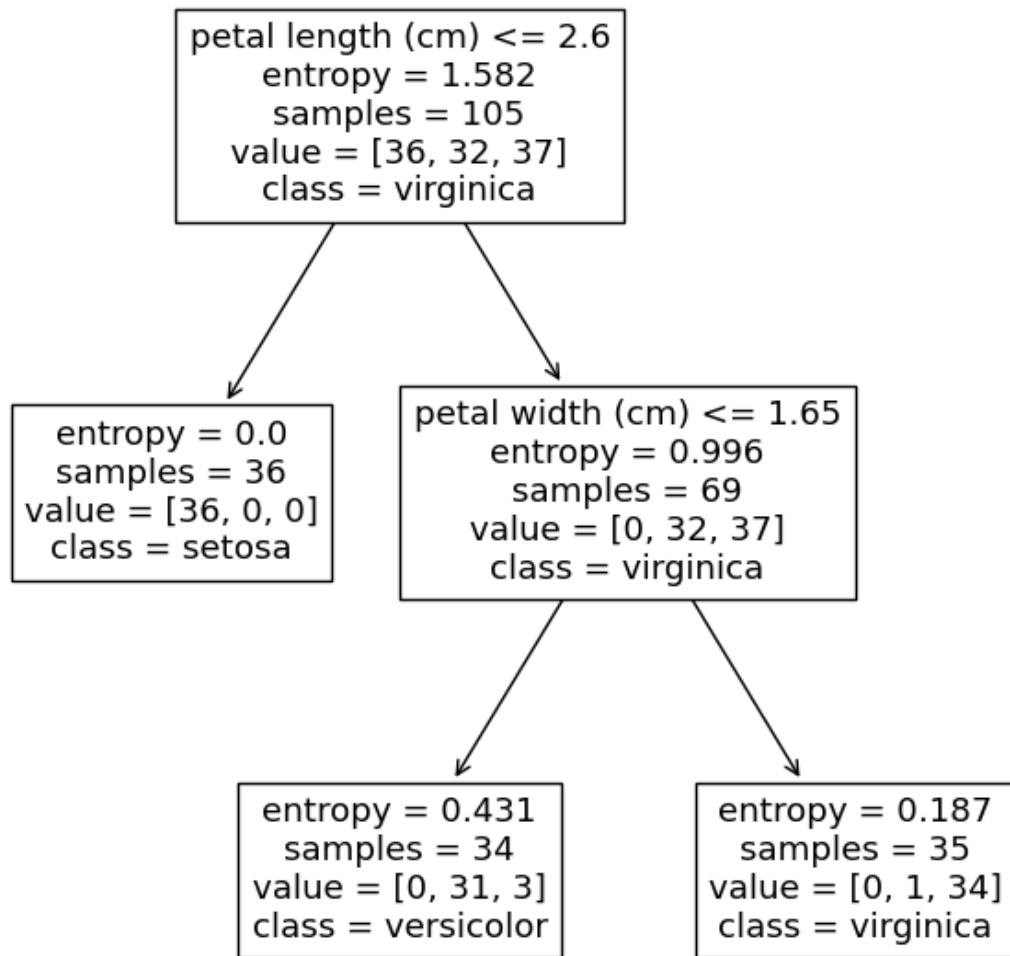 petal length (cm) <= 2.6
entropy = 1.582
samples = 105
value = [36, 32, 37]
class = virginica
entropy = 0.0
samples = 36
value = [36, 0, 0]
class = setosa
petal width (cm) <= 1.65
entropy = 0.996
samples = 69
value = [0, 32, 37]
class = virginica
entropy = 0.431
samples = 34
value = [0, 31, 3]
class = versicolor
entropy = 0.187
samples = 35
value = [0, 1, 34]
class = virginica